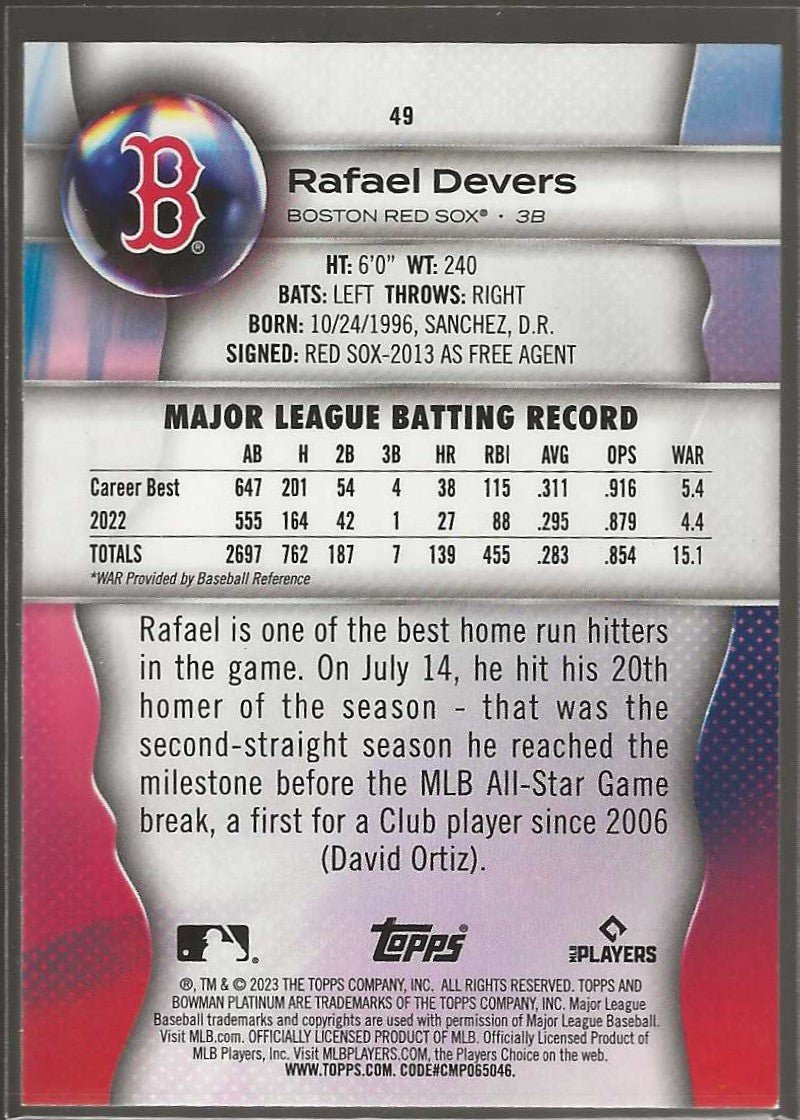 49
B®
Rafael Devers
BOSTON RED SOX® · 3B
HT: 6'0" WT: 240
BATS: LEFT THROWS: RIGHT
BORN: 10/24/1996, SANCHEZ, D.R.
SIGNED: RED SOX-2013 AS FREE AGENT
MAJOR LEAGUE BATTING RECORD
AB H 2B 3B HR RBI AVG OPS WAR
Career Best 647 201 54 4 38 115 .311 .916 5.4
2022 555 164 42 1 27 88 .295 .879 4.4
TOTALS 2697 762 187 7 139 455 .283 .854 15.1
*WAR Provided by Baseball Reference
Rafael is one of the best home run hitters
in the game. On July 14, he hit his 20th
homer of the season - that was the
second-straight season he reached the
milestone before the MLB All-Star Game
break, a first for a Club player since 2006
(David Ortiz).
Topps®
MLB PLAYERS
®, TM & © 2023 THE TOPPS COMPANY, INC. ALL RIGHTS RESERVED. TOPPS AND
BOWMAN PLATINUM ARE TRADEMARKS OF THE TOPPS COMPANY, INC. Major League
Baseball trademarks and copyrights are used with permission of Major League Baseball.
Visit MLB.com. OFFICIALLY LICENSED PRODUCT OF MLB. Officially Licensed Product of
MLB Players, Inc. Visit MLBPLAYERS.COM, the Players Choice on the web.
WWW.TOPPS.COM. CODE#CMP065046.